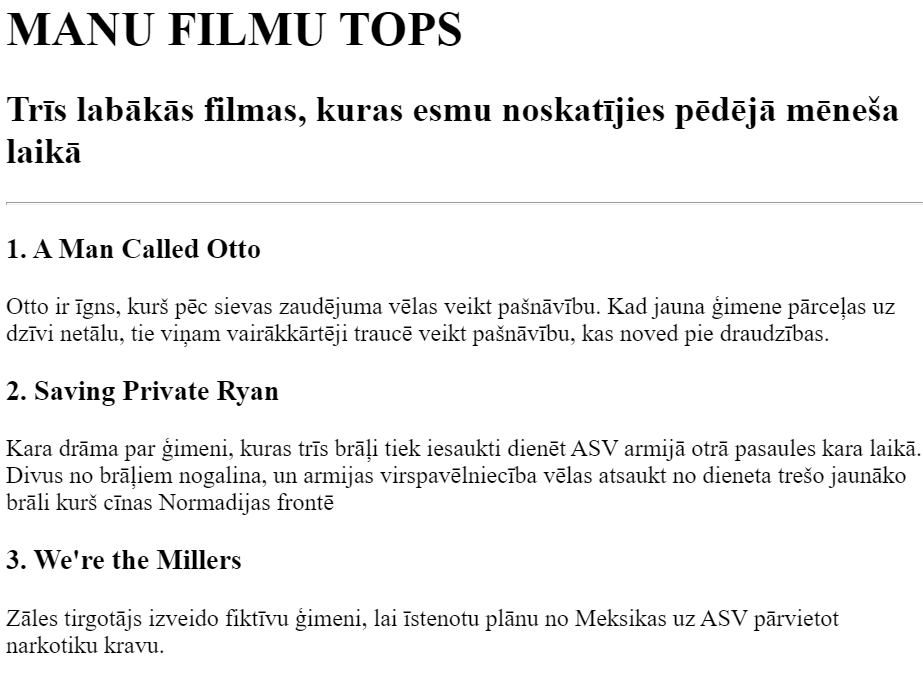 MANU FILMU TOPS
Trīs labākās filmas, kuras esmu noskatījies pēdējā mēneša
laikā
1. A Man Called Otto
Otto ir īgns, kurš pēc sievas zaudējuma vēlas veikt pašnāvību. Kad jauna ģimene pārceļas uz
dzīvi netālu, tie viņam vairākkārtēji traucē veikt pašnāvību, kas noved pie draudzības.
2. Saving Private Ryan
Kara drāma par ģimeni, kuras trīs brāļi tiek iesaukti dienēt ASV armijā otrā pasaules kara laikā.
Divus no brāļiem nogalina, un armijas virspavēlniecība vēlas atsaukt no dieneta trešo jaunāko
brāli kurš cīnas Normadijas frontē
3. We're the Millers
Zāles tirgotājs izveido fiktīvu ģimeni, lai īstenotu plānu no Meksikas uz ASV pārvietot
narkotiku kravu.